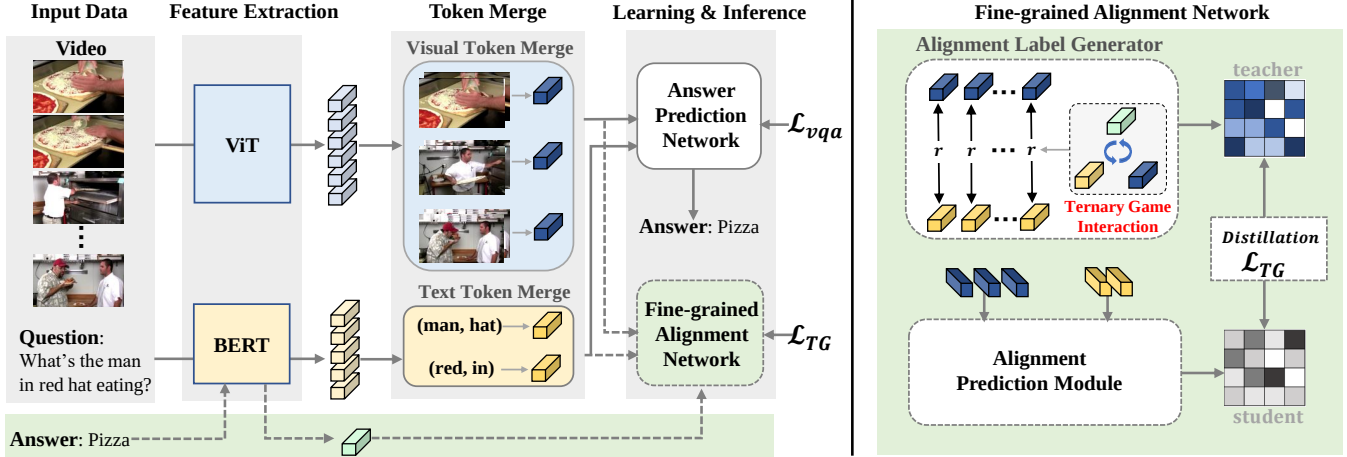 Input Data
Feature Extraction
Token Merge
Learning & Inference
Video
ViT
Visual Token Merge
Answer
Prediction
Network
ℒvqa
Answer: Pizza
Question:
What's the man
in red hat eating?
BERT
Text Token Merge
(man, hat)
(red, in)
Fine-grained
Alignment
Network
ℒTG
Answer: Pizza
Fine-grained Alignment Network
Alignment Label Generator
r
r
r
Ternary Game
Interaction
teacher
Distillation
ℒTG
Alignment
Prediction Module
student